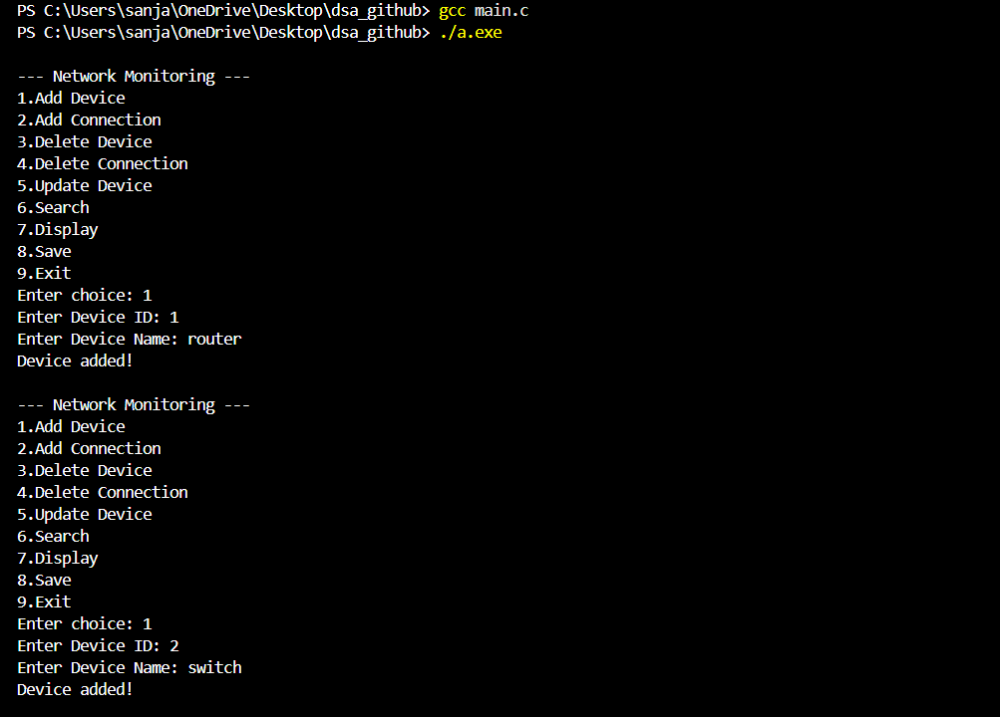 PS C:\Users\sanja\OneDrive\Desktop\dsa_github> gcc main.c
PS C:\Users\sanja\OneDrive\Desktop\dsa_github> ./a.exe
--- Network Monitoring ---
1.Add Device
2.Add Connection
3.Delete Device
4.Delete Connection
5.Update Device
6.Search
7.Display
8.Save
9.Exit
Enter choice: 1
Enter Device ID: 1
Enter Device Name: router
Device added!
--- Network Monitoring ---
1.Add Device
2.Add Connection
3.Delete Device
4.Delete Connection
5.Update Device
6.Search
7.Display
8.Save
9.Exit
Enter choice: 1
Enter Device ID: 2
Enter Device Name: switch
Device added!